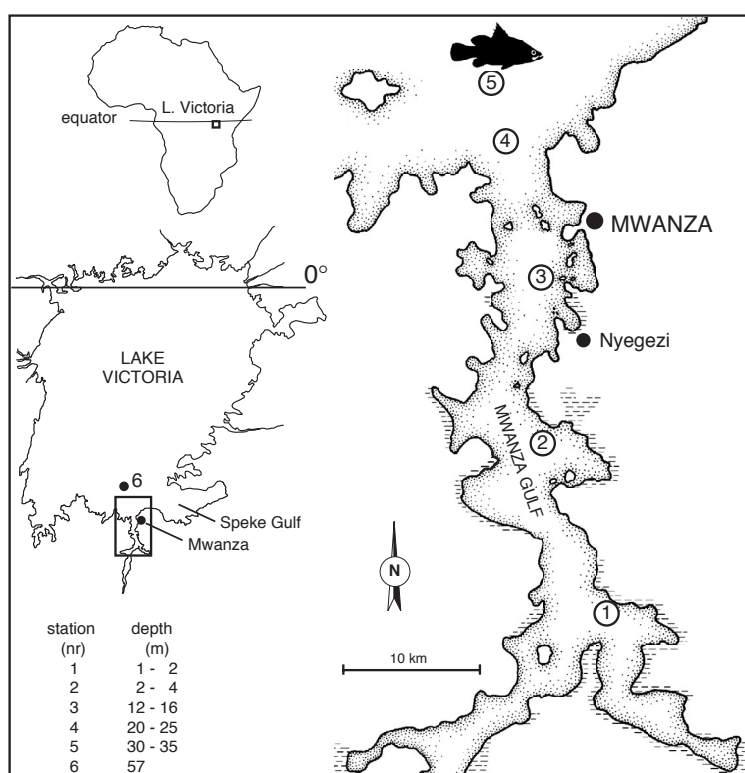 L. Victoria
equator
0°
LAKE
VICTORIA
6
Speke Gulf
Mwanza
station depth
(nr) (m)
1 1 - 2
2 2 - 4
3 12 - 16
4 20 - 25
5 30 - 35
6 57
5
4
MWANZA
3
Nyegezi
MWANZA GULF
2
N
1
10 km